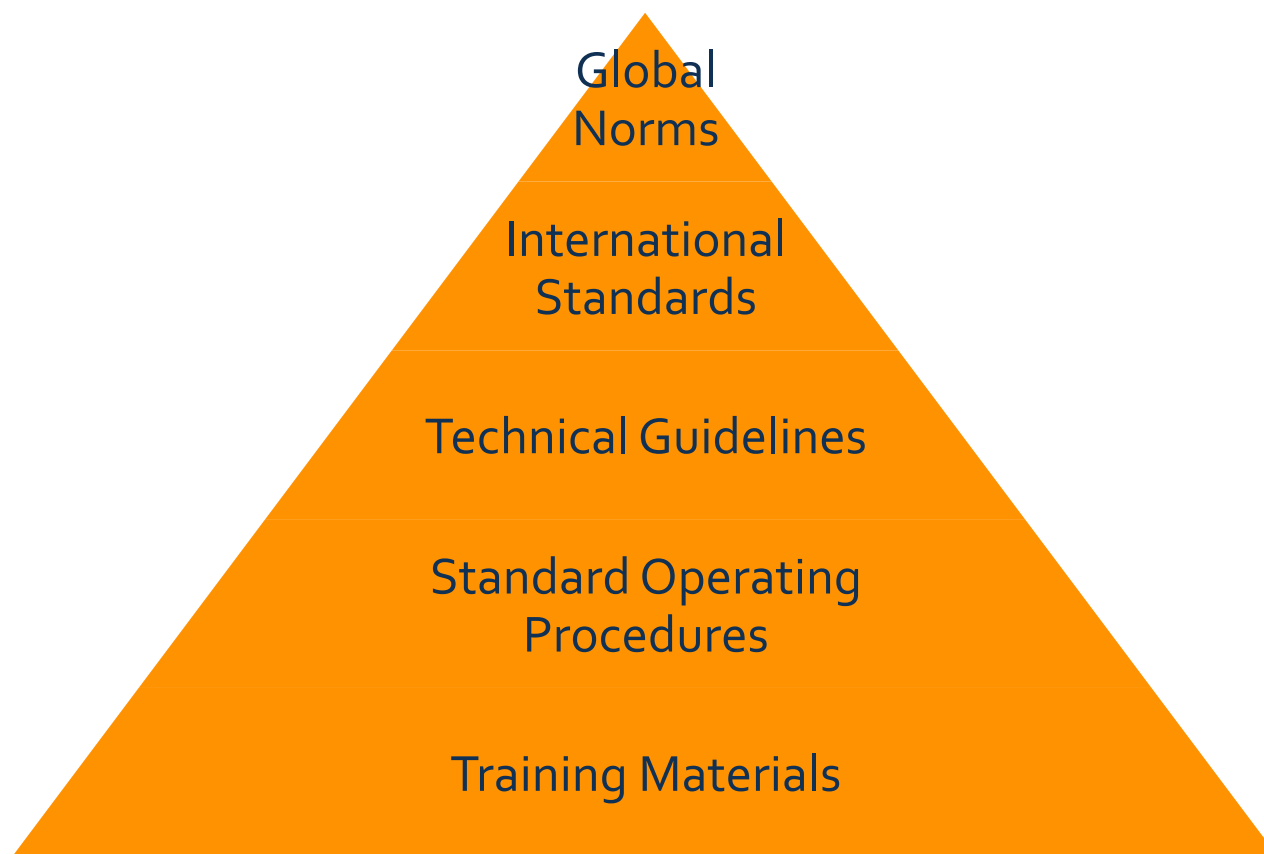 Global
Norms
International
Standards
Technical Guidelines
Standard Operating
Procedures
Training Materials